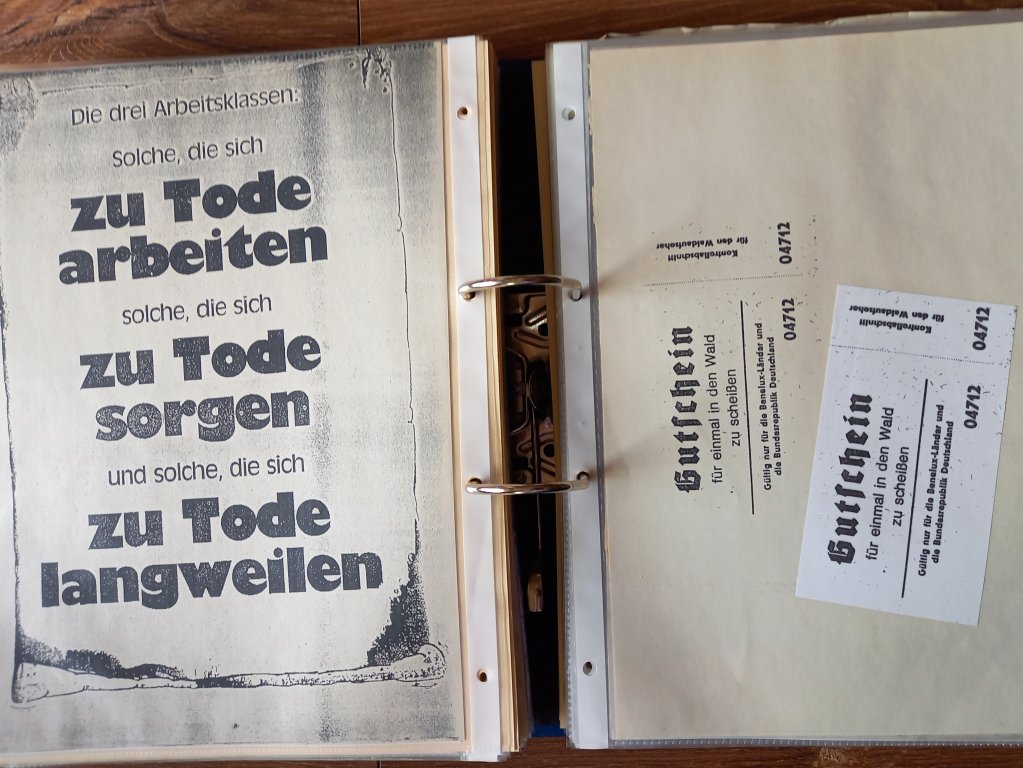 Die drei Arbeitsklassen:
Solche, die sich
zu Tode
arbeiten
solche, die sich
zu Tode
sorgen
und solche, die sich
zu Tode
langweilen
Kontrollabschnitt
für den Waldaufseher
04712
Gutschein
für einmal in den Wald
zu scheißen
Gültig nur für die Benelux-Länder und
die Bundesrepublik Deutschland
04712
Kontrollabschnitt
für den Waldaufseher
04712
Gutschein
für einmal in den Wald
zu scheißen
Gültig nur für die Benelux-Länder und
die Bundesrepublik Deutschland
04712